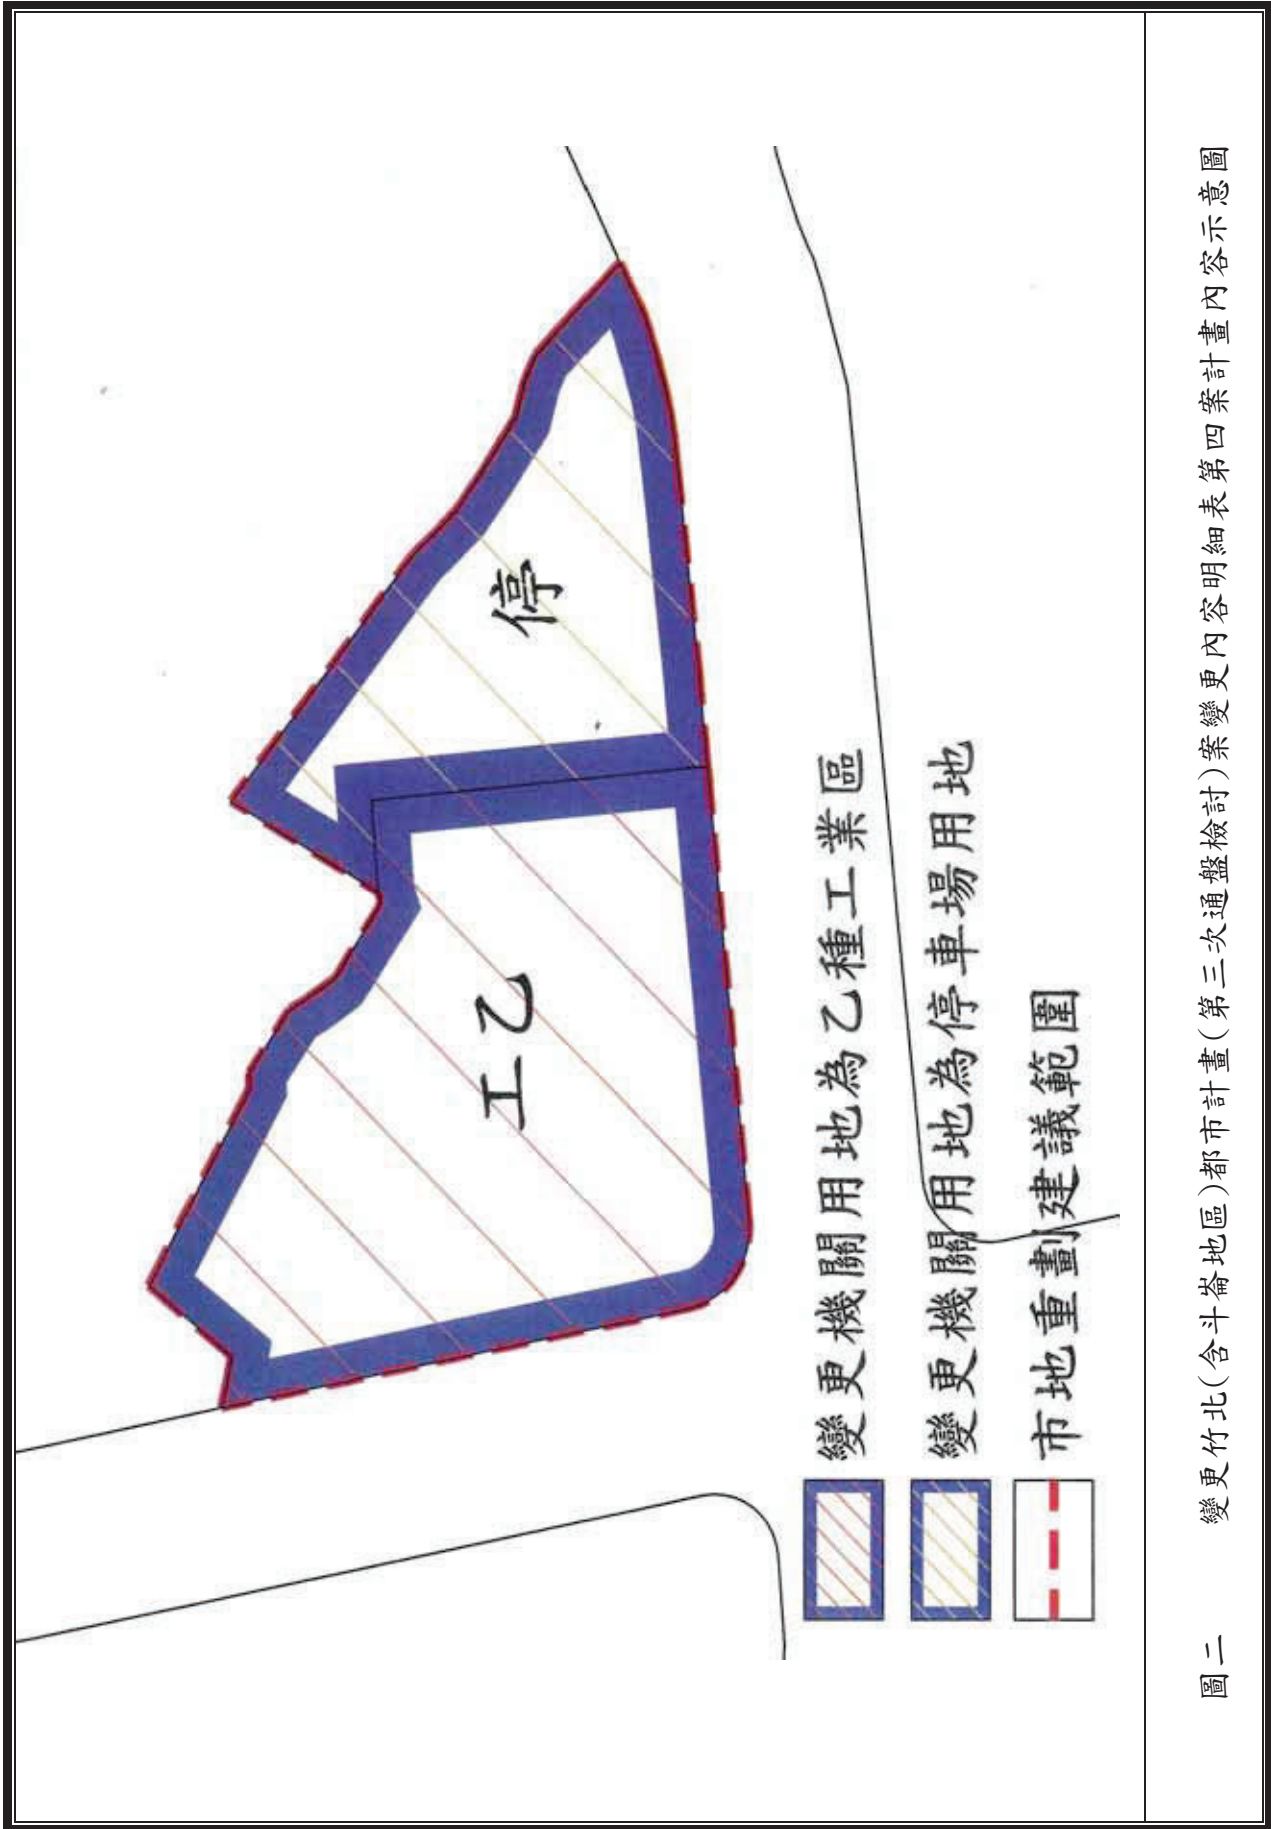 停
工乙
變更機關用地為乙種工業區
變更機關用地為停車場用地
市地重劃建議範圍
圖二 變更竹北(含斗崙地區)都市計畫(第三次通盤檢討)案變更內容明細表第四案計畫內容示意圖